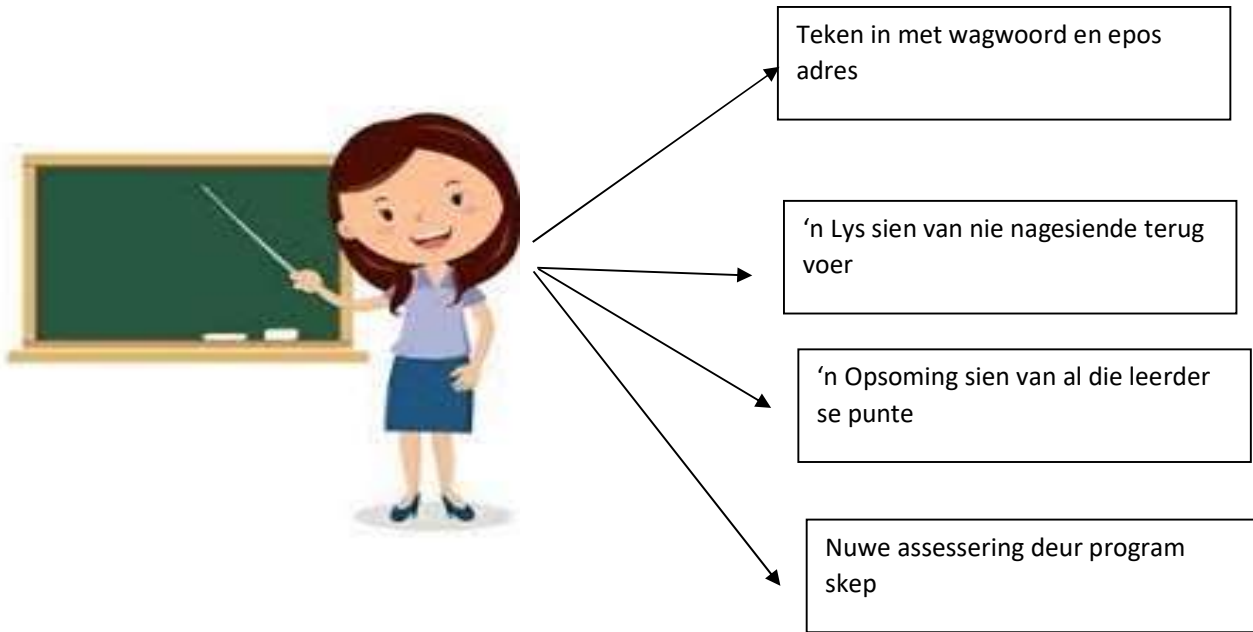 Teken in met wagwoord en epos
adres
‘n Lys sien van nie nagesiende terug
voer
‘n Opsoming sien van al die leerder
se punte
Nuwe assessering deur program
skep